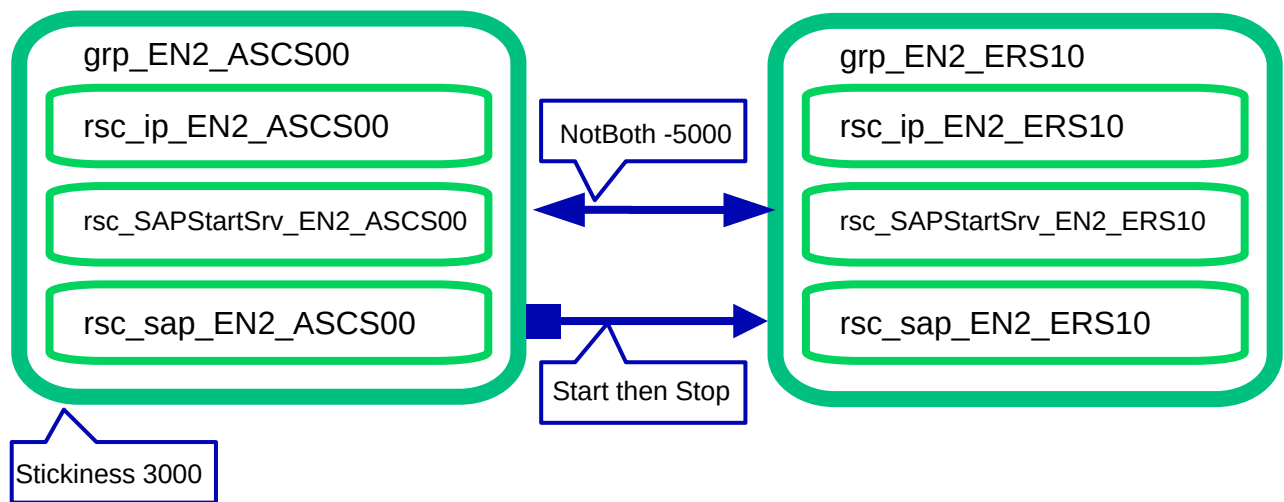 grp_EN2_ASCS00
rsc_ip_EN2_ASCS00
rsc_SAPStartSrv_EN2_ASCS00
rsc_sap_EN2_ASCS00
Stickiness 3000
NotBoth -5000
Start then Stop
grp_EN2_ERS10
rsc_ip_EN2_ERS10
rsc_SAPStartSrv_EN2_ERS10
rsc_sap_EN2_ERS10